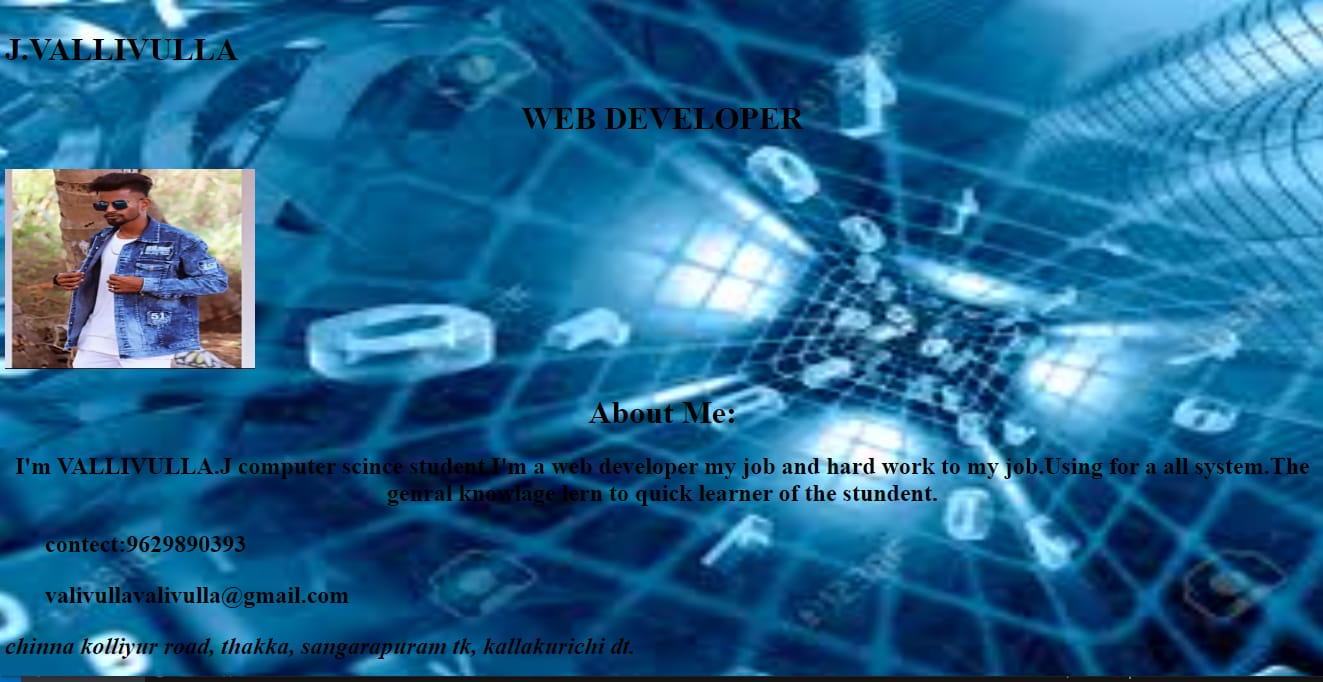 J.VALLIVULLA
WEB DEVELOPER
51
About Me:
I'm VALLIVULLA.J computer scince student.I'm a web developer my job and hard work to my job.Using for a all system.The
genral knowlage lern to quick learner of the stundent.
contect:9629890393
valivullavalivulla@gmail.com
chinna kolliyur road, thakka, sangarapuram tk, kallakurichi dt.